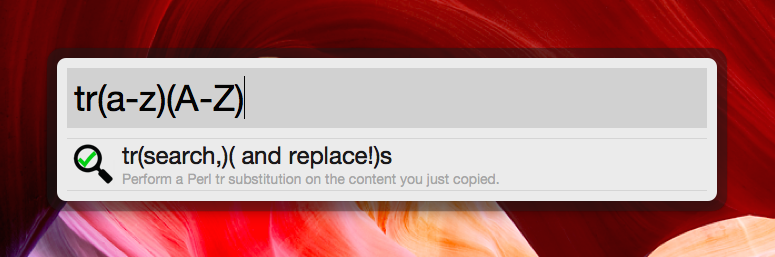 tr(a-z)(A-Z)
tr(search,)( and replace!)s
Perform a Perl tr substitution on the content you just copied.